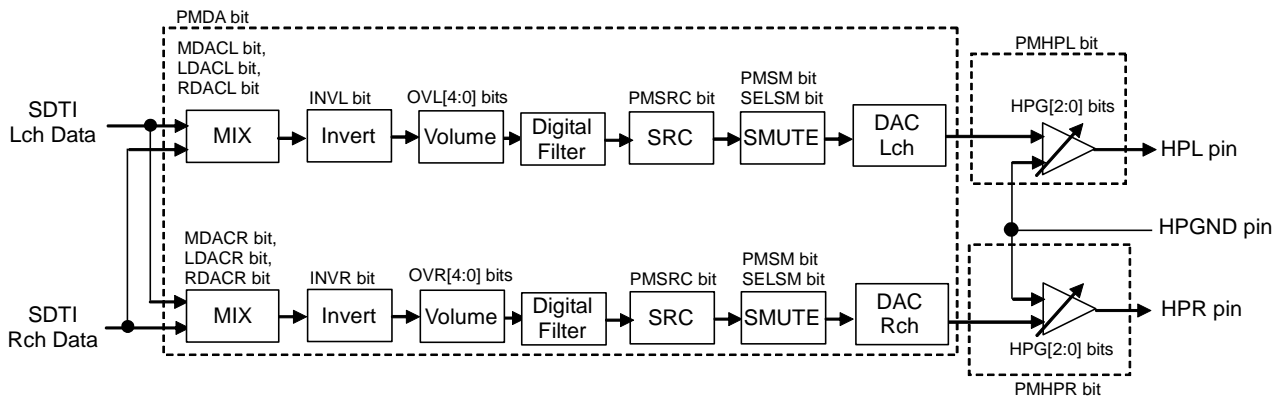 PMDA bit
MDACL bit,
LDACL bit,
RDACL bit
SDTI
Lch Data
MIX
INVL bit
Invert
OVL[4:0] bits
Volume
Digital
Filter
PMSRC bit
SRC
PMSM bit
SELSM bit
SMUTE
DAC
Lch
PMHPL bit
HPG[2:0] bits
HPL pin
HPGND pin
MDACR bit,
LDACR bit,
RDACR bit
SDTI
Rch Data
MIX
INVR bit
Invert
OVR[4:0] bits
Volume
Digital
Filter
PMSRC bit
SRC
PMSM bit
SELSM bit
SMUTE
DAC
Rch
HPR pin
HPG[2:0] bits
PMHPR bit